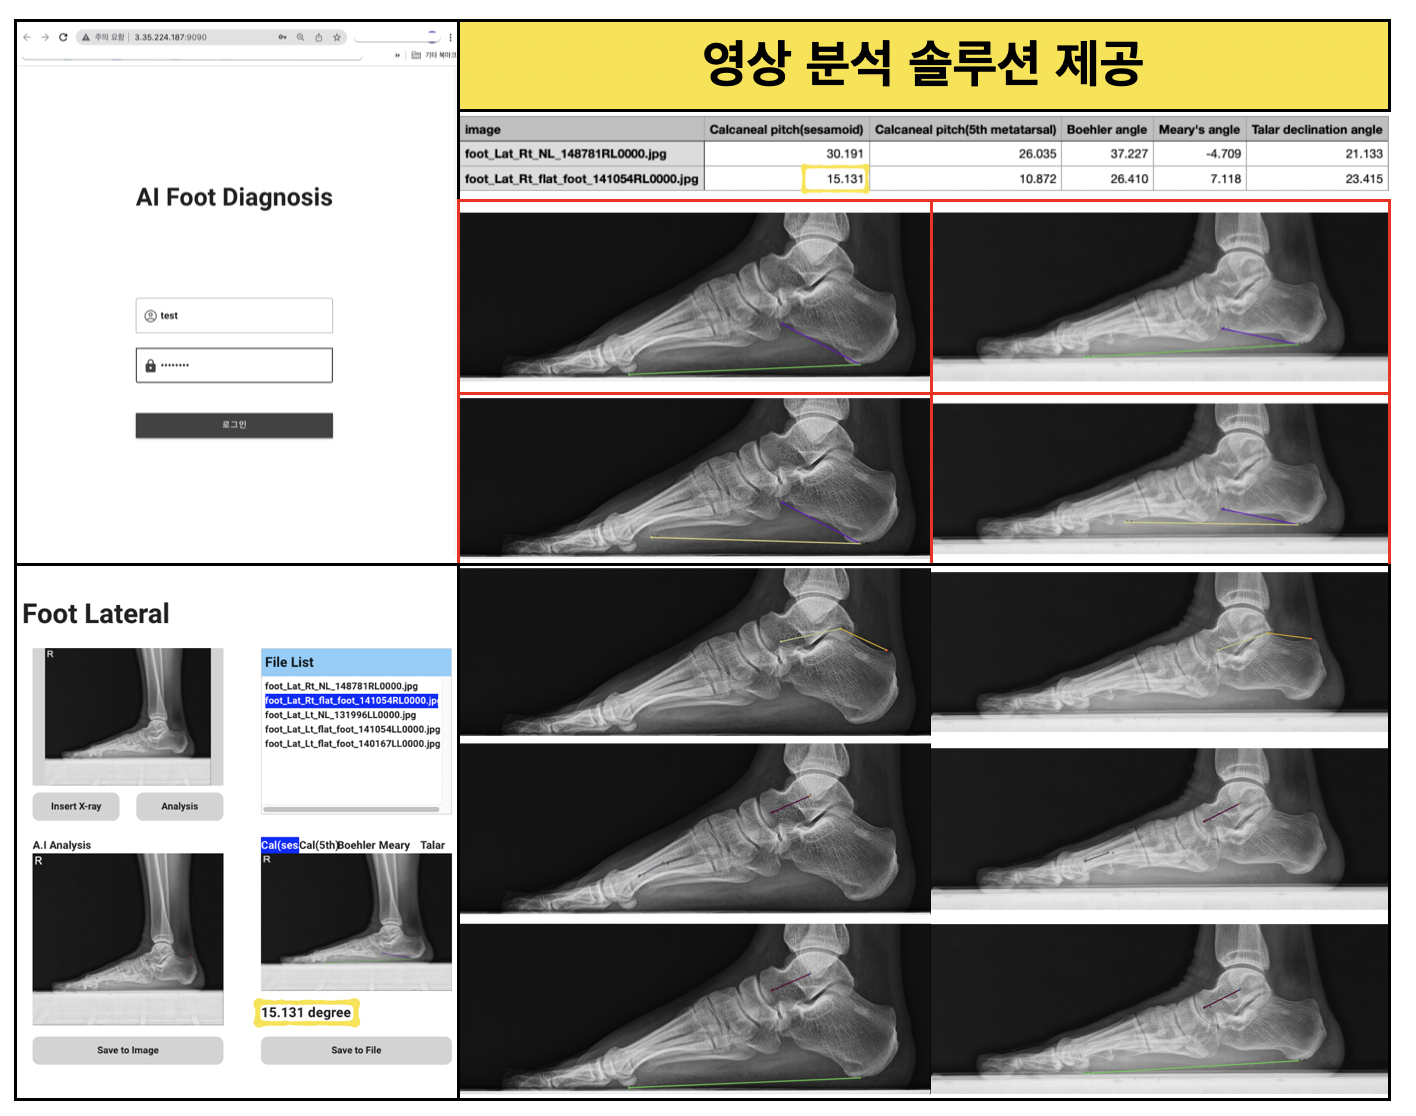 주의 요함 | 3.35.224.187:9090
» 기타 북마크
AI Foot Diagnosis
test
••••••••
로그인
영상 분석 솔루션 제공
image Calcaneal pitch(sesamoid) Calcaneal pitch(5th metatarsal) Boehler angle Meary's angle Talar declination angle
foot_Lat_Rt_NL_148781RL0000.jpg 30.191 26.035 37.227 -4.709 21.133
foot_Lat_Rt_flat_foot_141054RL0000.jpg 15.131 10.872 26.410 7.118 23.415
Foot Lateral
R
Insert X-ray Analysis
File List
foot_Lat_Rt_NL_148781RL0000.jpg
foot_Lat_Rt_flat_foot_141054RL0000.jp
foot_Lat_Lt_NL_131996LL0000.jpg
foot_Lat_Lt_flat_foot_141054LL0000.jpg
foot_Lat_Lt_flat_foot_140167LL0000.jpg
A.I Analysis
R
Save to Image
Cal(ses Cal(5th) Boehler Meary Talar
R
15.131 degree
Save to File